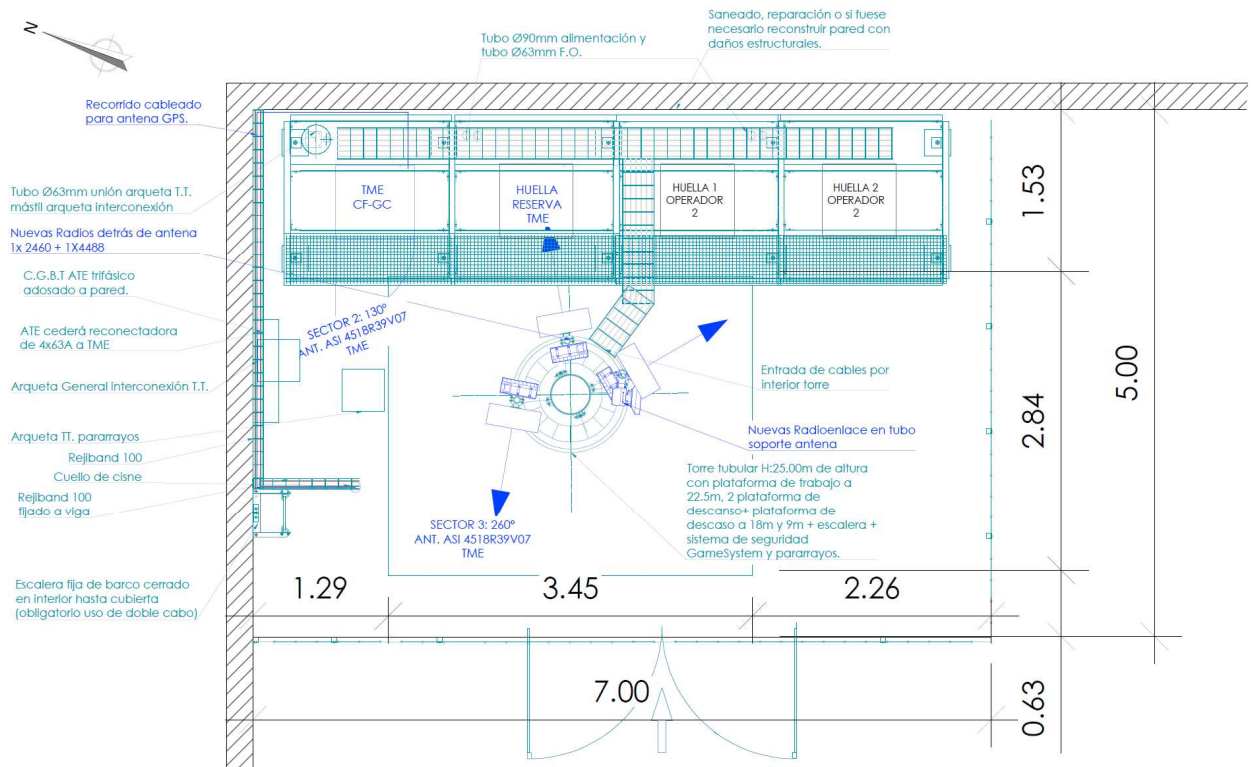 N
Saneado, reparación o si fuese
necesario reconstruir pared con
daños estructurales.
Tubo Ø90mm alimentación y
tubo Ø63mm F.O.
Recorrido cableado
para antena GPS.
Tubo Ø63mm unión arqueta T.T.
mástil arqueta interconexión
Nuevas Radios detrás de antena
1x 2460 + 1X4488
C.G.B.T ATE trifásico
adosado a pared.
ATE cederá reconectadora
de 4x63A a TME
Arqueta General interconexión T.T.
Arqueta TT. pararrayos
Rejiband 100
Cuello de cisne
Rejiband 100
fijado a viga
Escalera fija de barco cerrado
en interior hasta cubierta
(obligatorio uso de doble cabo)
TME
CF-GC
HUELLA
RESERVA
TME
HUELLA 1
OPERADOR
2
HUELLA 2
OPERADOR
2
SECTOR 2: 130º
ANT. ASI 4518R39V07
TME
Entrada de cables por
interior torre
Nuevas Radioenlace en tubo
soporte antena
Torre tubular H:25.00m de altura
con plataforma de trabajo a
22.5m, 2 plataforma de
descanso+ plataforma de
descaso a 18m y 9m + escalera +
sistema de seguridad
GameSystem y pararrayos.
SECTOR 3: 260º
ANT. ASI 4518R39V07
TME
1.53
2.84
5.00
0.63
1.29
3.45
2.26
7.00